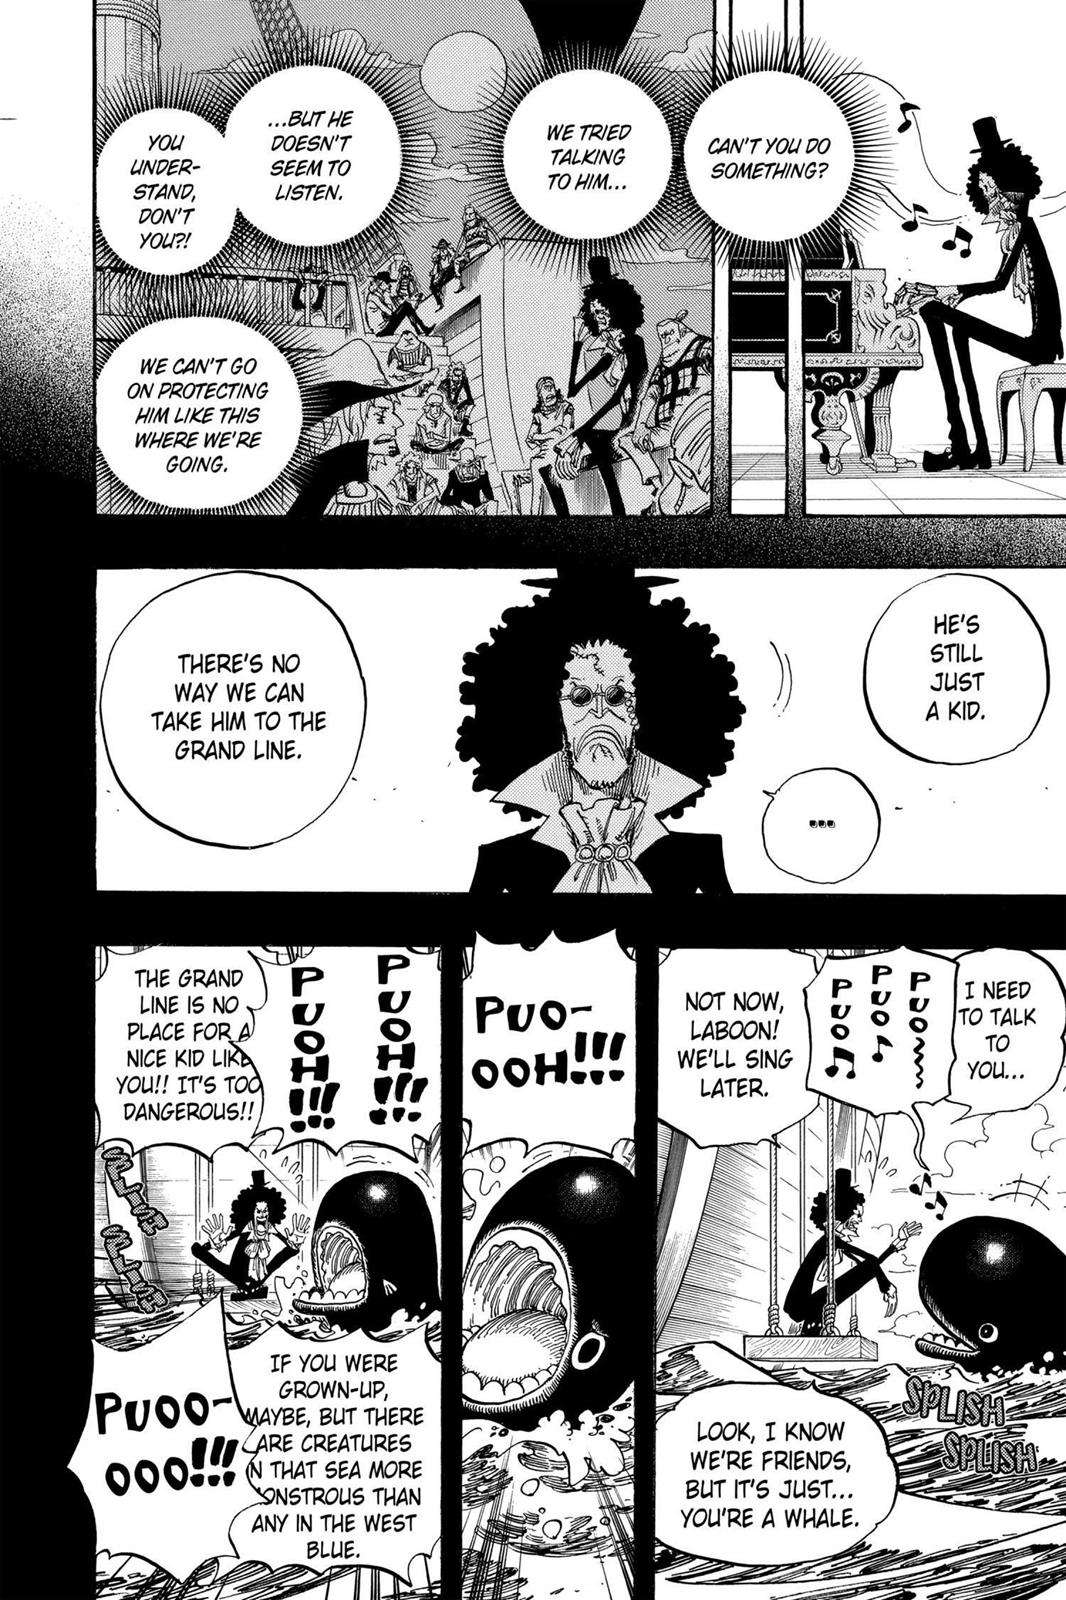 CAN'T YOU DO
SOMETHING?
WE TRIED
TALKING
TO HIM...
...BUT HE
DOESN'T
SEEM TO
LISTEN.
YOU
UNDER-
STAND,
DON'T
YOU?!
WE CAN'T GO
ON PROTECTING
HIM LIKE THIS
WHERE WE'RE
GOING.
HE'S
STILL
JUST
A KID.
...
THERE'S NO
WAY WE CAN
TAKE HIM TO THE
GRAND LINE.
I NEED
TO TALK
TO YOU...
PUO~~
PUO♪
PUO♫
NOT NOW,
LABOON!
WE'LL SING
LATER.
SPLISH
SPLISH
LOOK, I KNOW
WE'RE FRIENDS,
BUT IT'S JUST...
YOU'RE A WHALE.
PUO-
OOH!!!
PUOH!!!
PUOH!!!
THE GRAND
LINE IS NO
PLACE FOR A
NICE KID LIKE
YOU!! IT'S TOO
DANGEROUS!!
SPLISH
SPLISH
IF YOU WERE
GROWN-UP,
MAYBE, BUT THERE
ARE CREATURES
IN THAT SEA MORE
MONSTROUS THAN
ANY IN THE WEST
BLUE.
PUOO-
OOO!!!